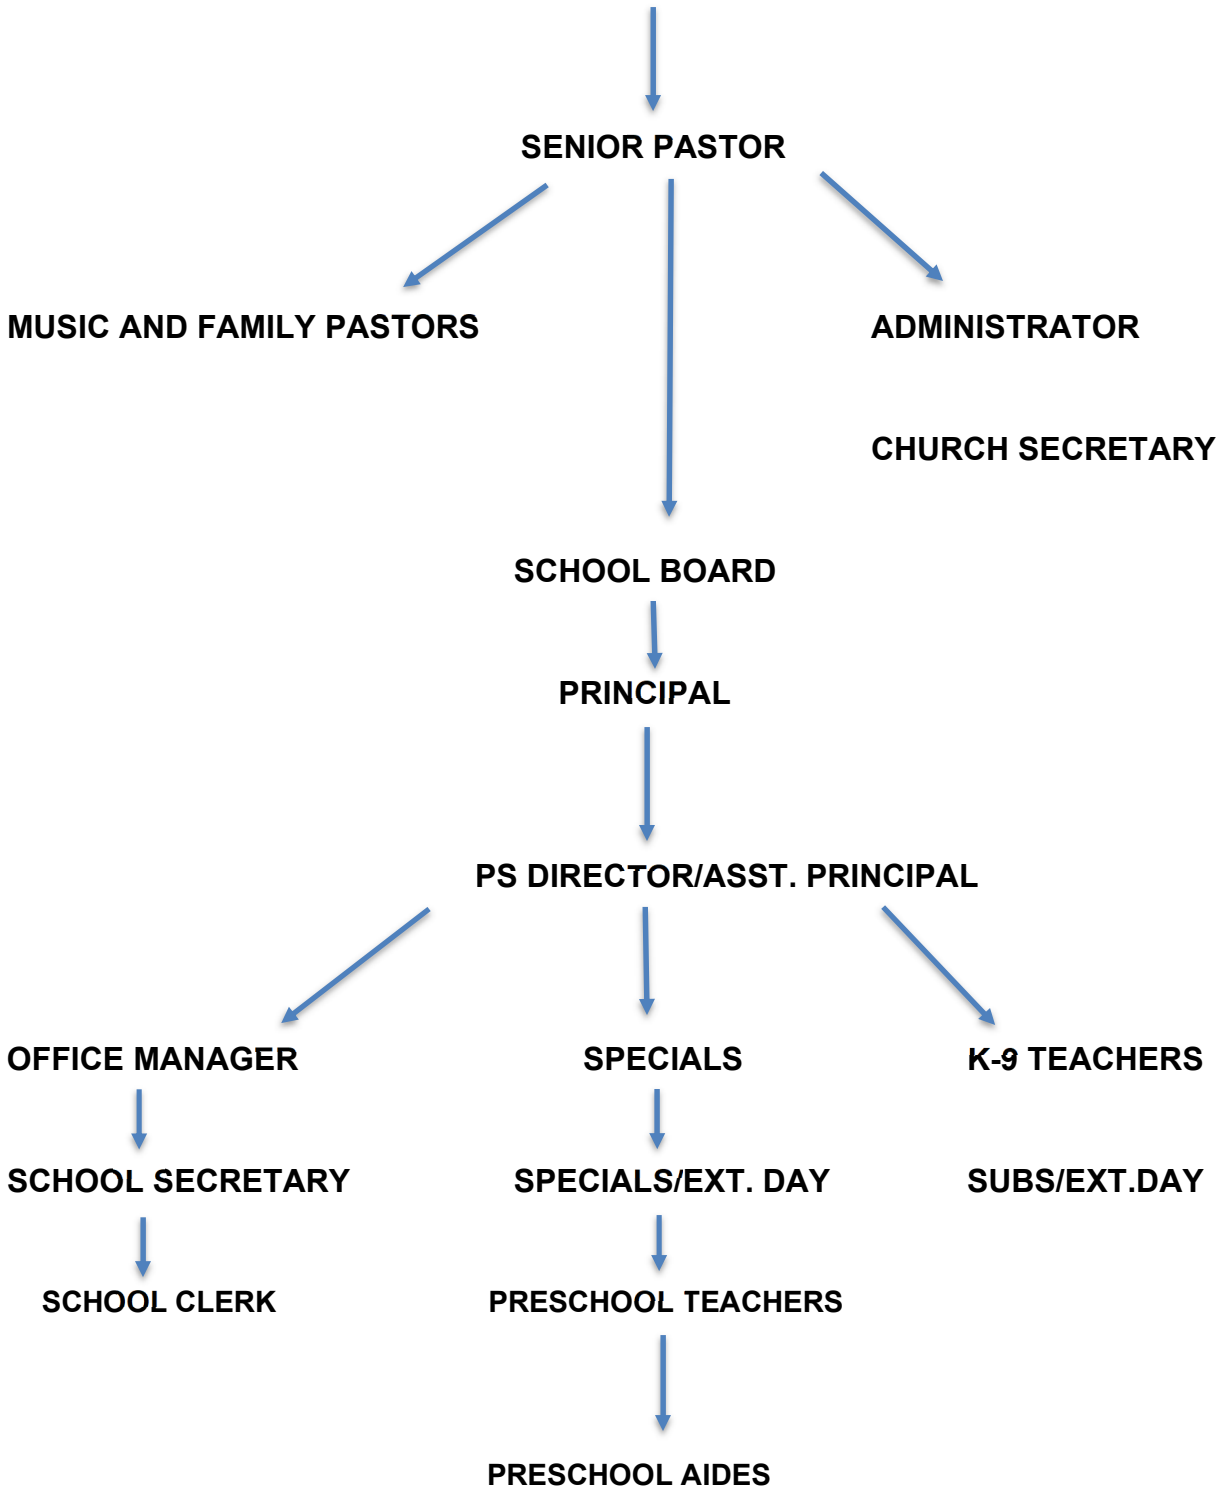 SENIOR PASTOR
MUSIC AND FAMILY PASTORS
ADMINISTRATOR
CHURCH SECRETARY
SCHOOL BOARD
PRINCIPAL
PS DIRECTOR/ASST. PRINCIPAL
OFFICE MANAGER
SPECIALS
K-9 TEACHERS
SCHOOL SECRETARY
SPECIALS/EXT. DAY
SUBS/EXT.DAY
SCHOOL CLERK
PRESCHOOL TEACHERS
PRESCHOOL AIDES